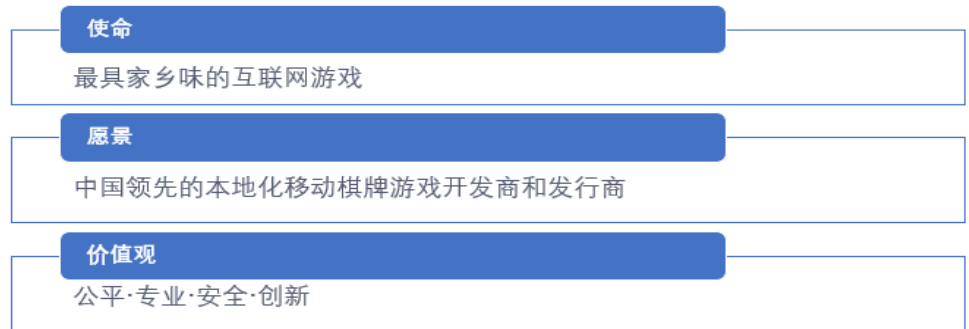 使命
最具家乡味的互联网游戏
愿景
中国领先的本地化移动棋牌游戏开发商和发行商
价值观
公平·专业·安全·创新